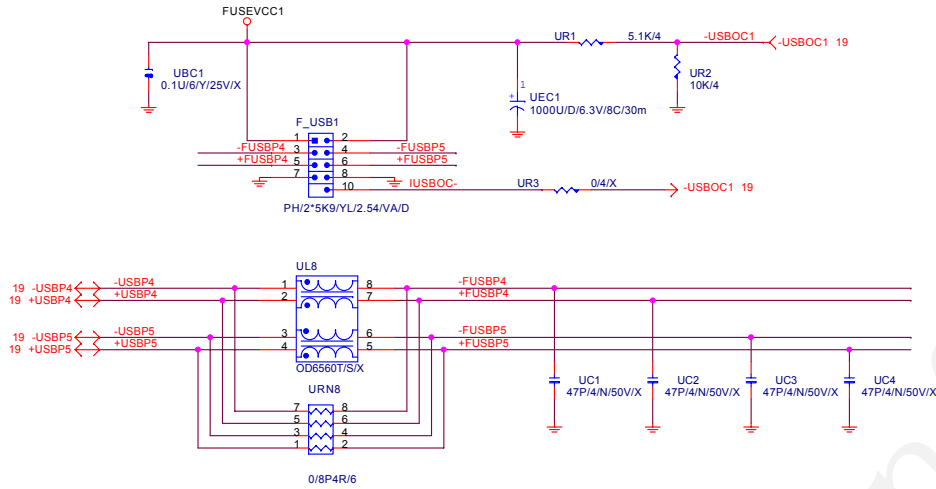 FUSEVCC1
UR1 5.1K/4 -USBOC1 -USBOC1 19
UBC1
0.1U/6/Y/25V/X
UR2
10K/4
1
+ UEC1
1000U/D/6.3V/8C/30m
F_USB1
1 2
-FUSBP4 3 4 -FUSBP5
+FUSBP4 5 6 +FUSBP5
7 8
10 IUSBOC- UR3 0/4/X -USBOC1 19
PH/2*5K9/YL/2.54/VA/D
UL8
19 -USBP4 -USBP4 1 8 -FUSBP4
19 +USBP4 +USBP4 2 7 +FUSBP4
19 -USBP5 -USBP5 3 6 -FUSBP5
19 +USBP5 +USBP5 4 5 +FUSBP5
OD6560T/S/X
UC1 UC2 UC3 UC4
47P/4/N/50V/X 47P/4/N/50V/X 47P/4/N/50V/X 47P/4/N/50V/X
URN8
7 8
5 6
3 4
1 2
0/8P4R/6